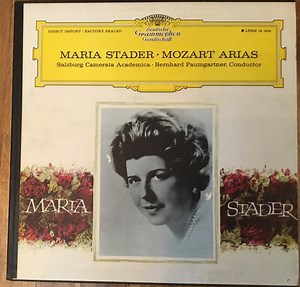 DIRECT IMPORT - FACTORY SEALED
Deutsche
Grammophon
Gesellschaft
MARIA STADER · MOZART ARIAS
Salzburg Camerata Academica · Bernhard Paumgartner, Conductor
MARIA
STADER